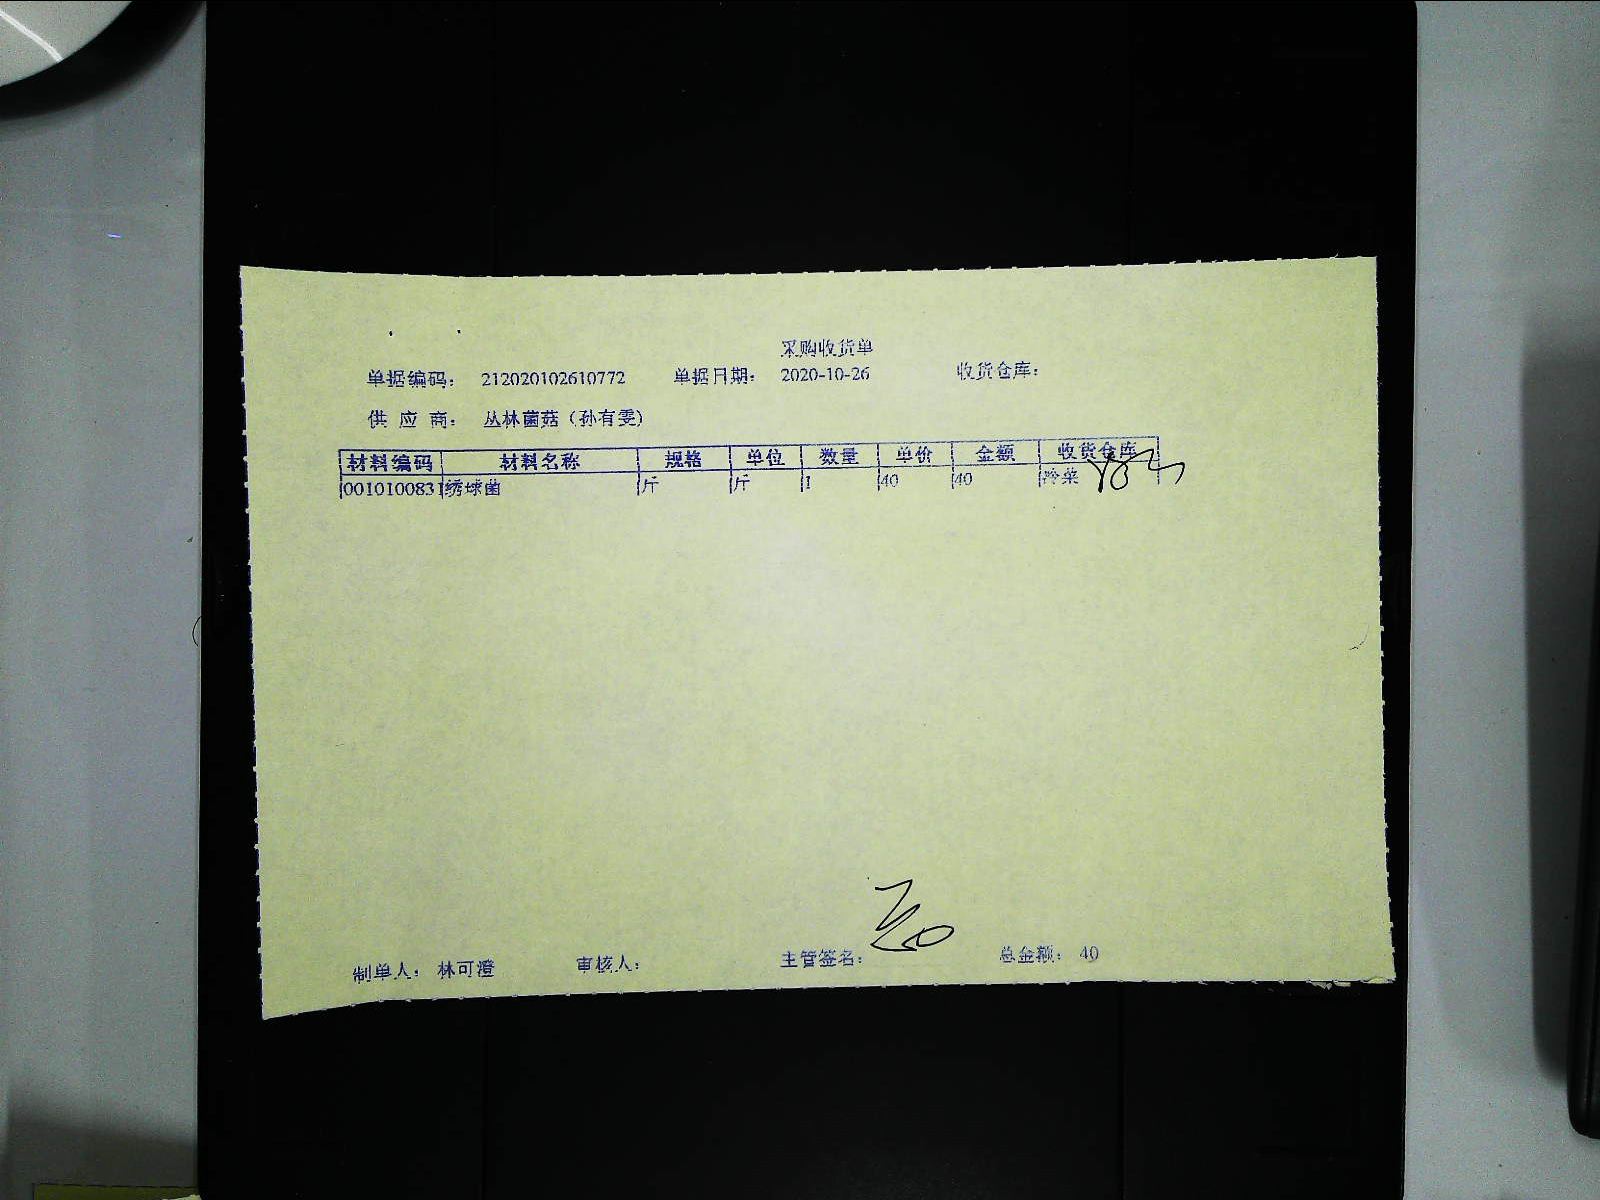 采购收货单
单据编码： 212020102610772 单据日期： 2020-10-26 收货仓库：
供 应 商： 丛林菌菇（孙有雯）
材料编码 材料名称 规格 单位 数量 单价 金额 收货仓库
0010100831 绣球菌 斤 斤 1 40 40 冷菜
制单人： 林可澄 审核人： 主管签名： 总金额： 40